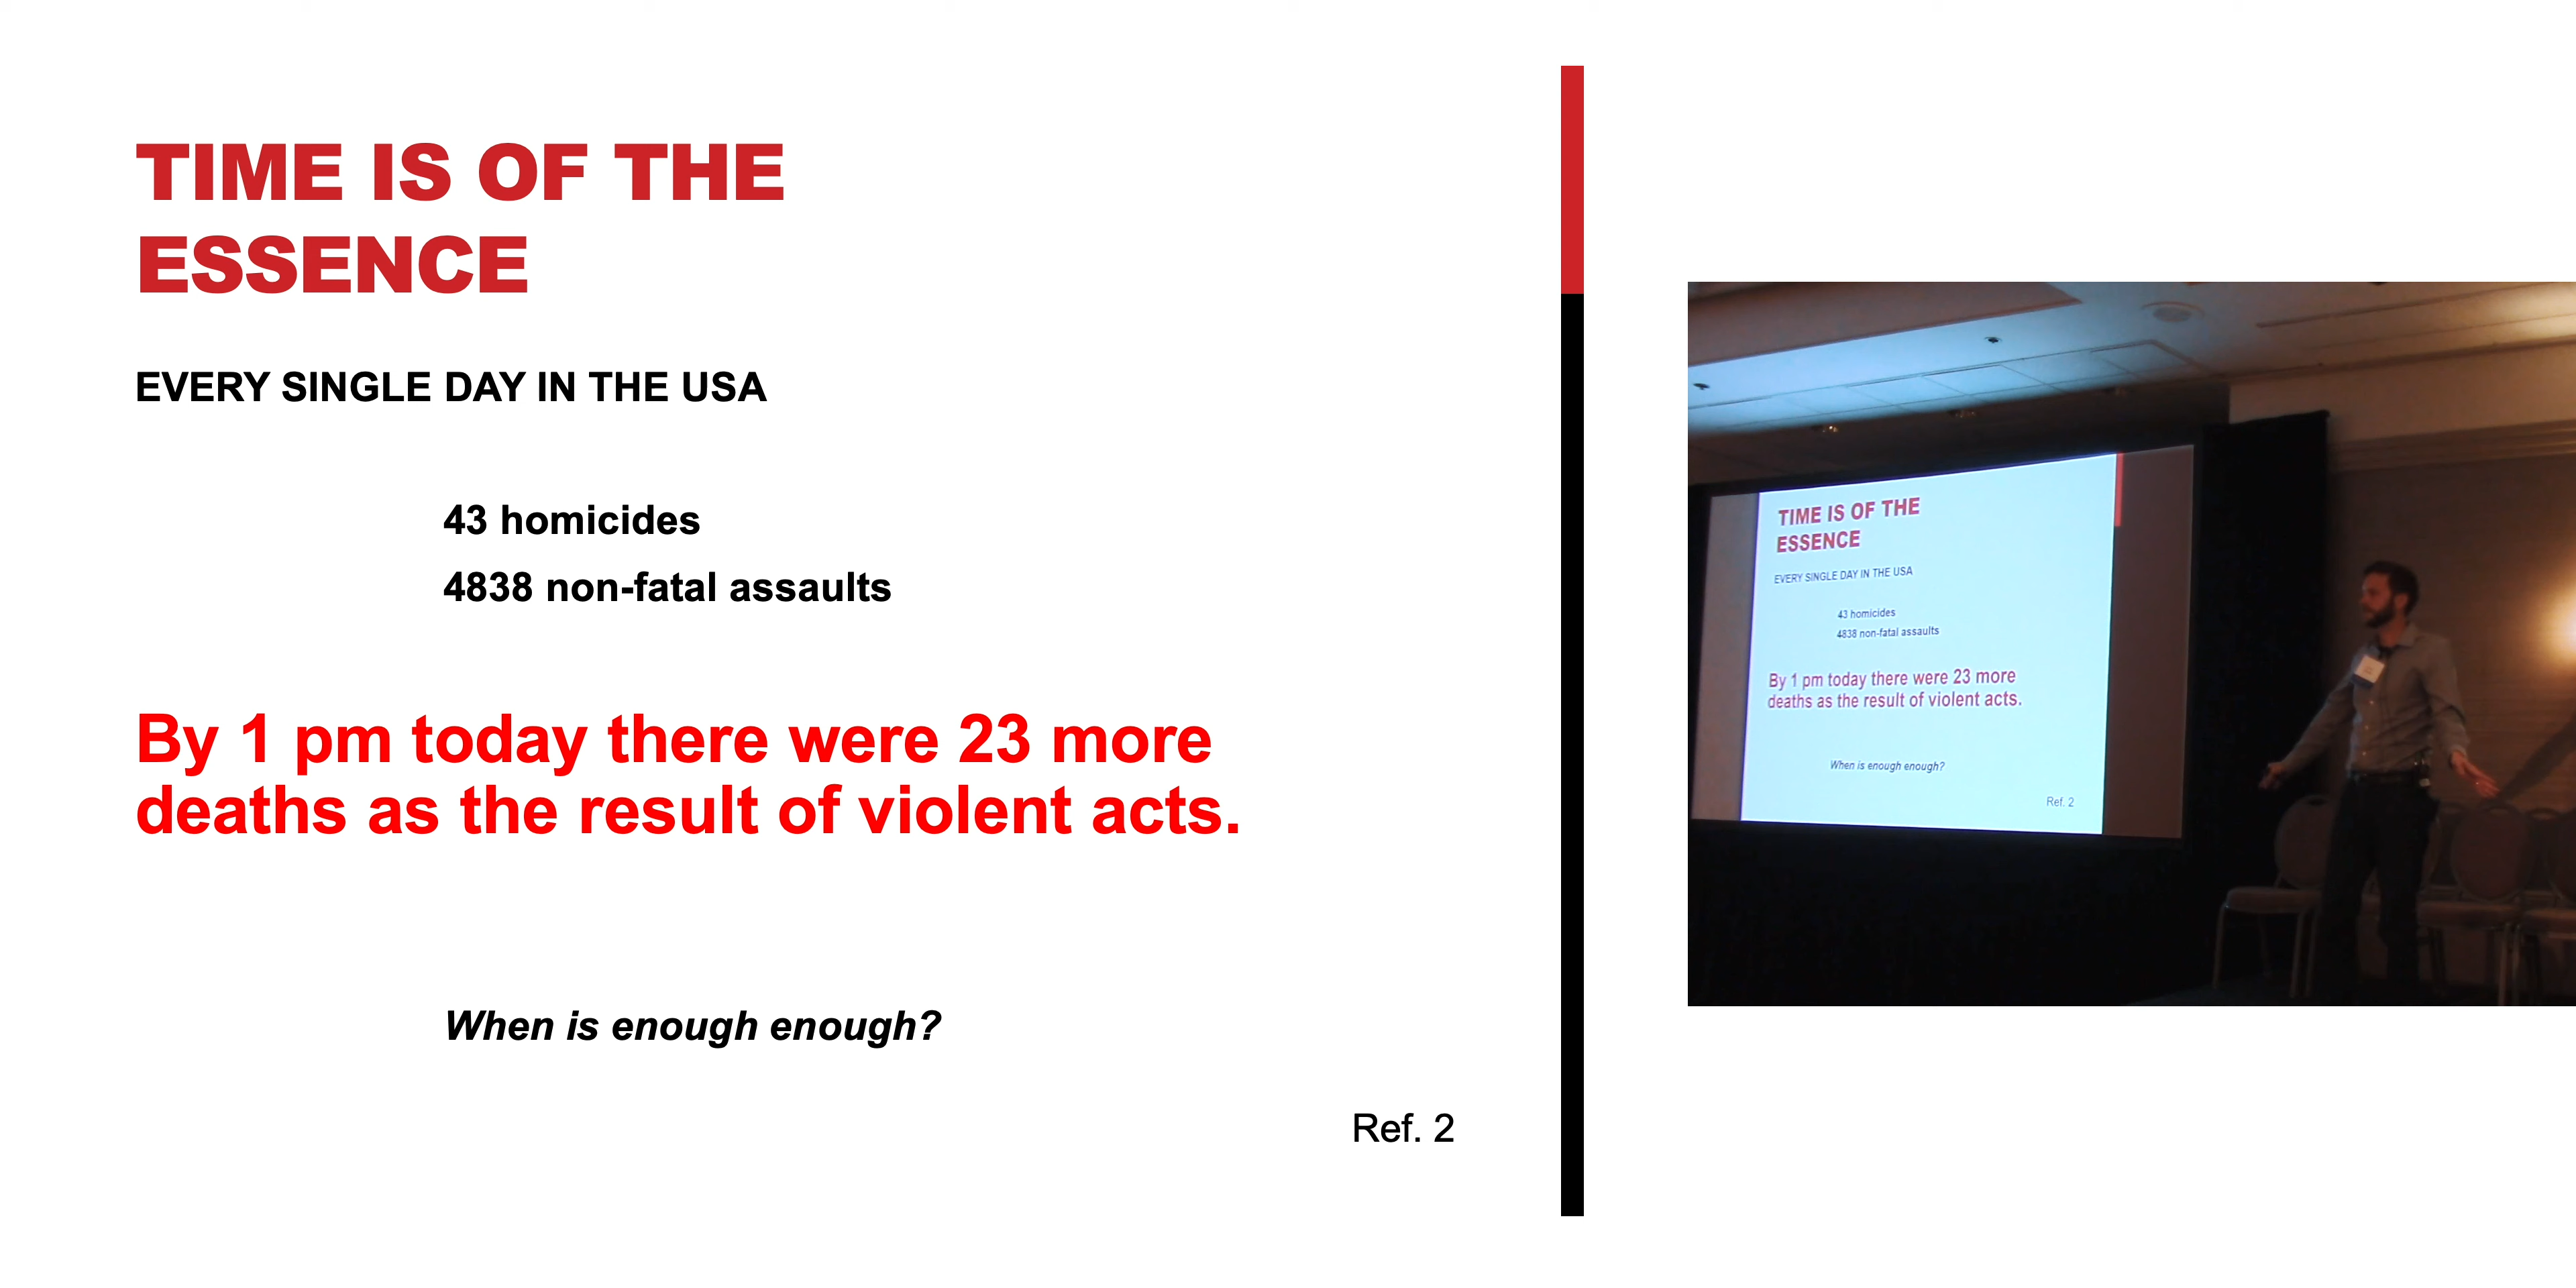 TIME IS OF THE
ESSENCE
EVERY SINGLE DAY IN THE USA
43 homicides
4838 non-fatal assaults
By 1 pm today there were 23 more
deaths as the result of violent acts.
When is enough enough?
Ref. 2
TIME IS OF THE
ESSENCE
EVERY SINGLE DAY IN THE USA
43 homicides
4838 non-fatal assaults
By 1 pm today there were 23 more
deaths as the result of violent acts.
When is enough enough?
Ref. 2